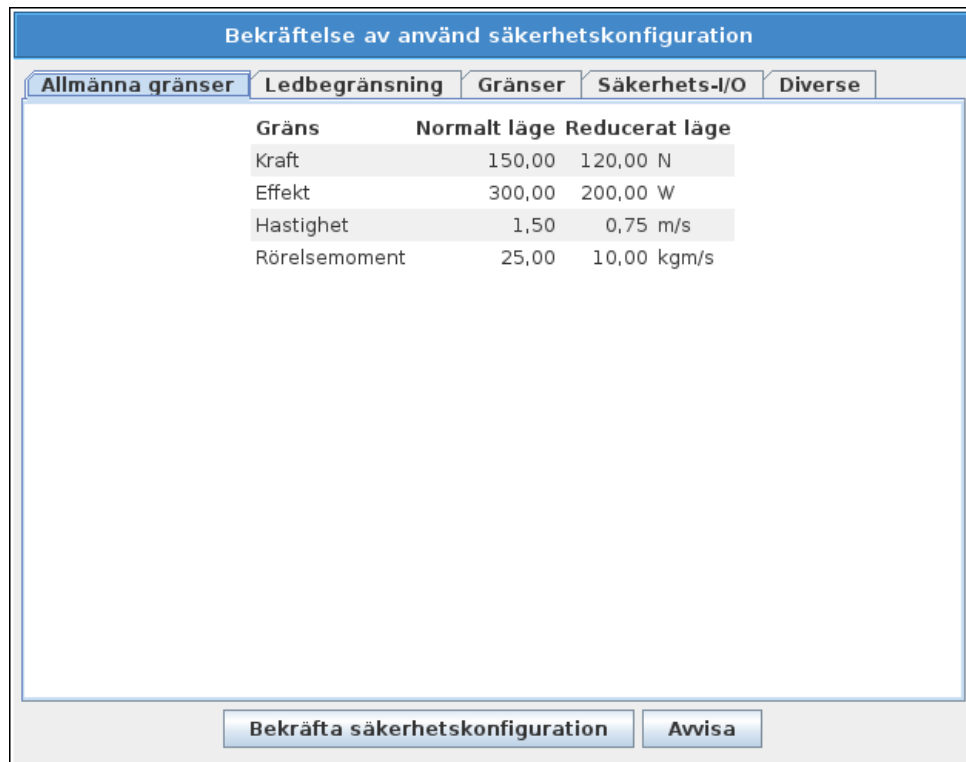 Bekräftelse av använd säkerhetskonfiguration
Allmänna gränser Ledbegränsning Gränser Säkerhets-I/O Diverse
Gräns Normalt läge Reducerat läge
Kraft 150,00 120,00 N
Effekt 300,00 200,00 W
Hastighet 1,50 0,75 m/s
Rörelsemoment 25,00 10,00 kgm/s
Bekräfta säkerhetskonfiguration Avvisa